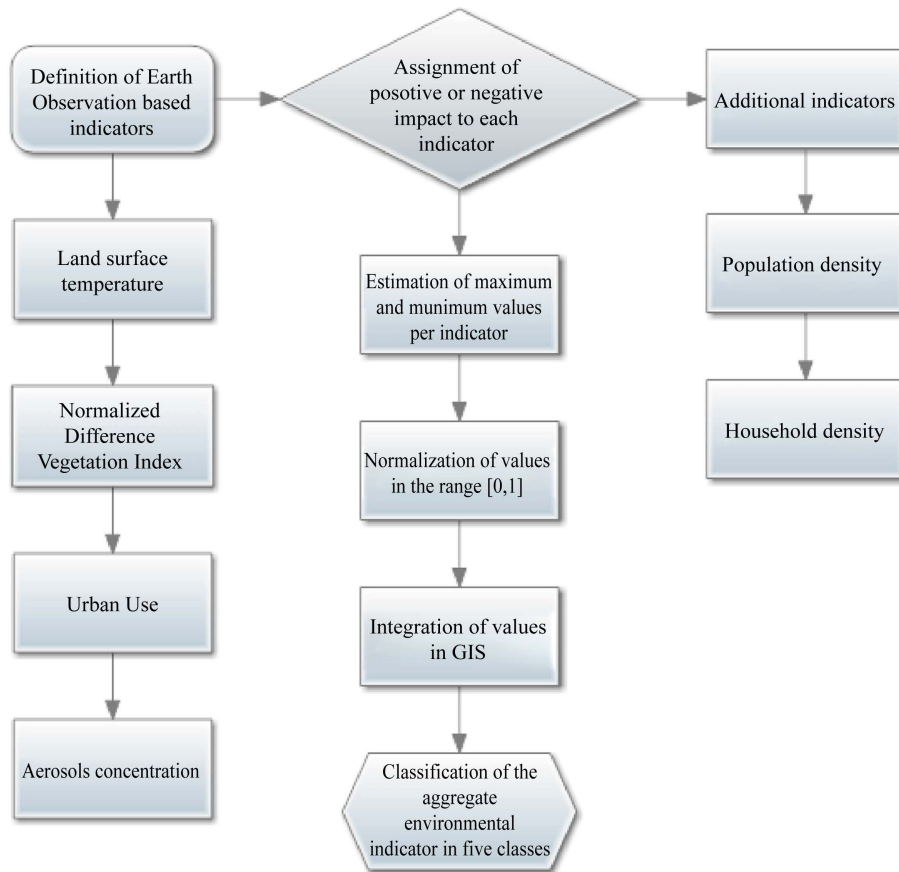 Definition of Earth
Observation based
indicators
Land surface
temperature
Normalized
Difference
Vegetation Index
Urban Use
Aerosols concentration
Assignment of
posotive or negative
impact to each
indicator
Estimation of maximum
and munimum values
per indicator
Normalization of values
in the range [0,1]
Integration of values
in GIS
Classification of the
aggregate
environmental
indicator in five classes
Additional indicators
Population density
Household density